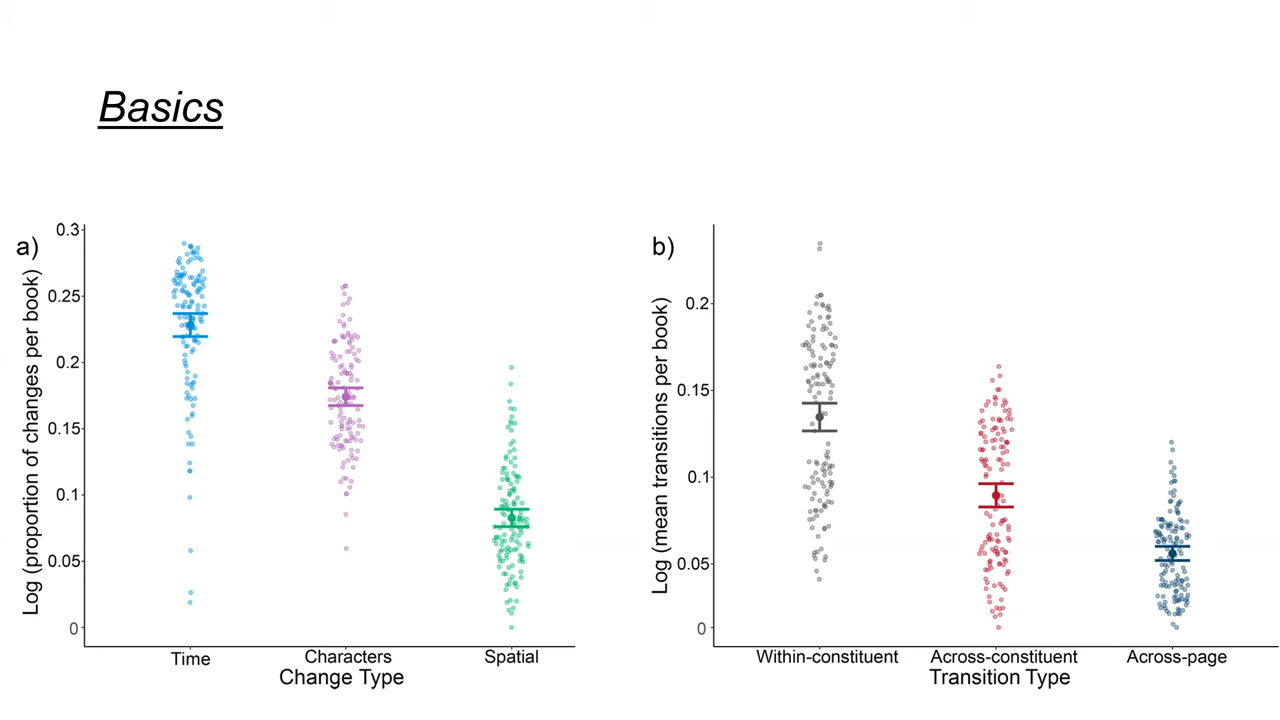 Basics
a)
Log (proportion of changes per book)
0.3
0.25
0.2
0.15
0.1
0.05
0
Time Characters Spatial
Change Type
b)
Log (mean transitions per book)
0.2
0.15
0.1
0.05
0
Within-constituent Across-constituent Across-page
Transition Type